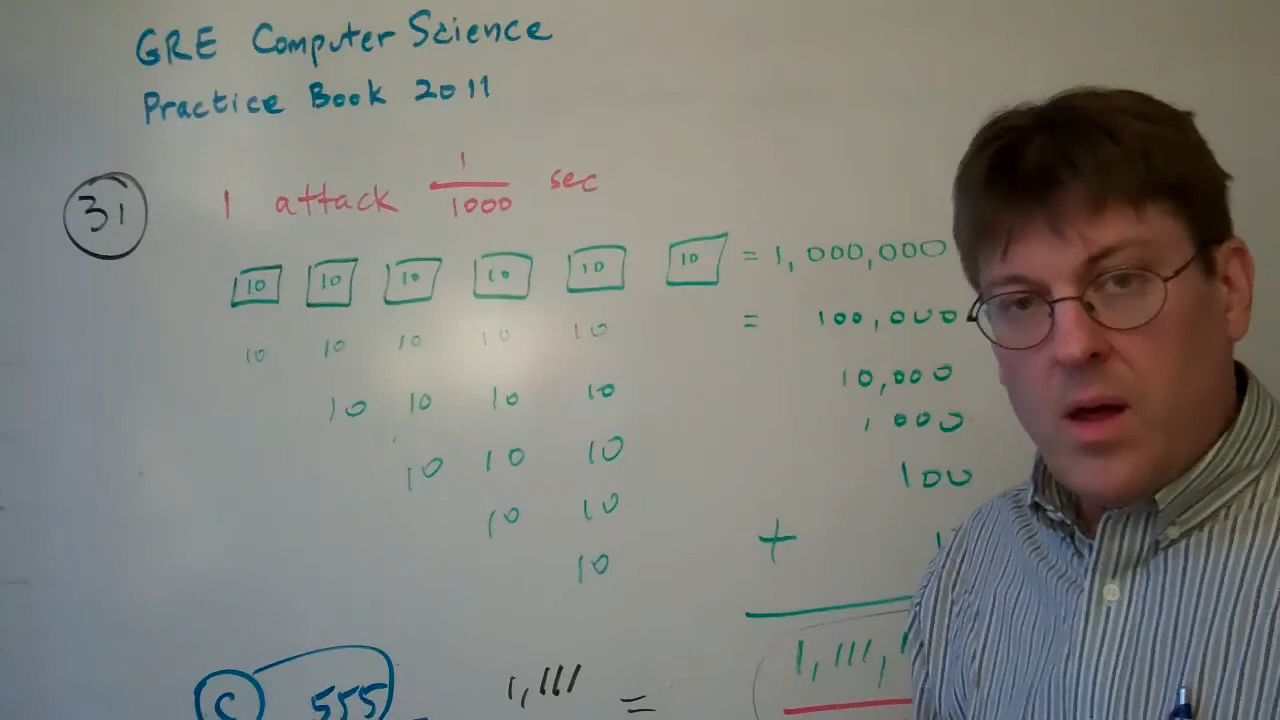 GRE Computer Science
Practice Book 2011
31
1 attack 1/1000 sec
10 10 10 10 10 10 = 1,000,000
10 10 10 10 10 = 100,000
10 10 10 10 10,000
10 10 10 1000
10 10 100
10 +
1,111,
C 555 1,111 =